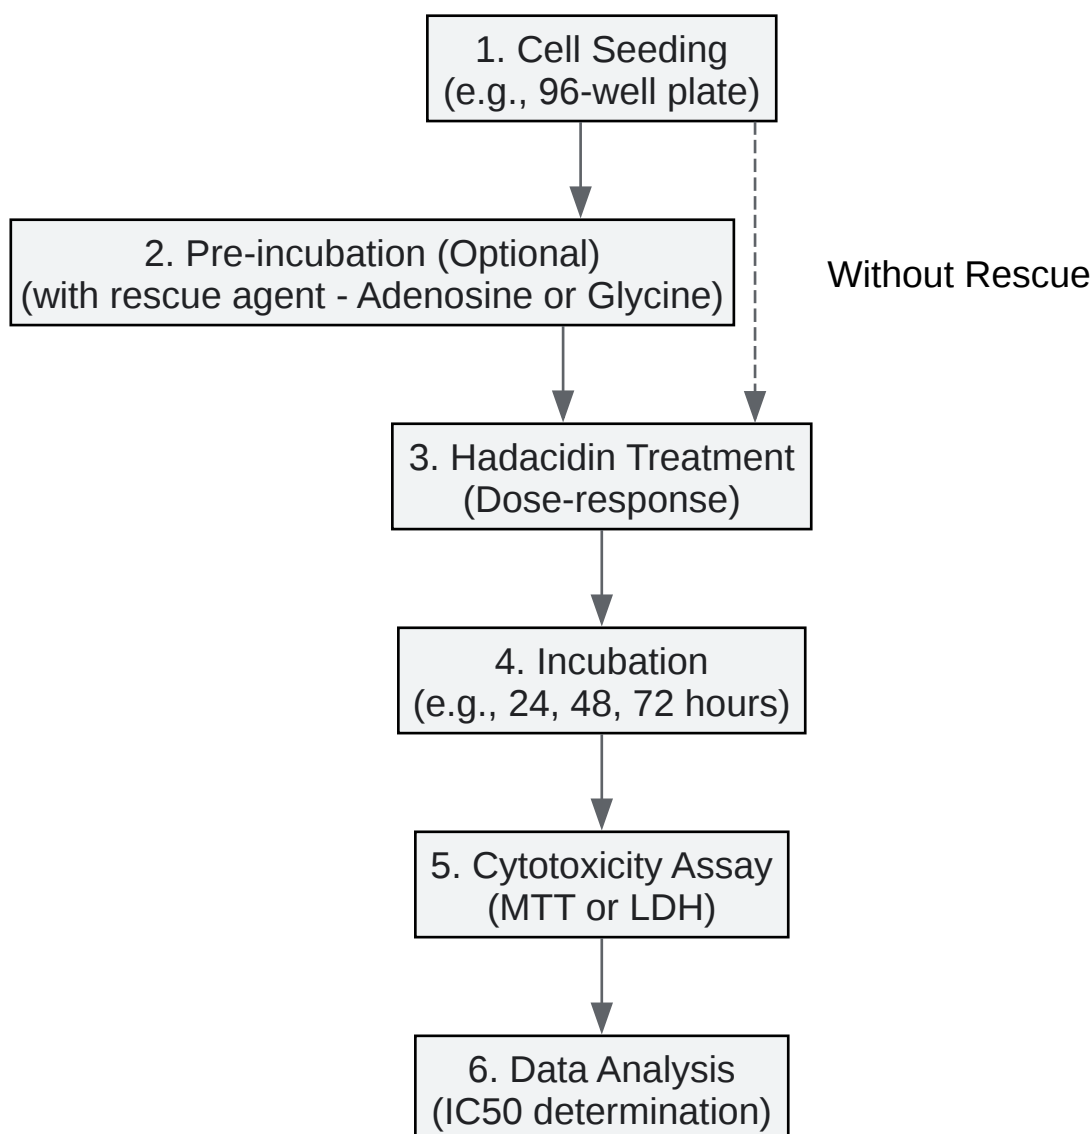 1. Cell Seeding
(e.g., 96-well plate)
2. Pre-incubation (Optional)
(with rescue agent - Adenosine or Glycine)
Without Rescue
3. Hadacidin Treatment
(Dose-response)
4. Incubation
(e.g., 24, 48, 72 hours)
5. Cytotoxicity Assay
(MTT or LDH)
6. Data Analysis
(IC50 determination)